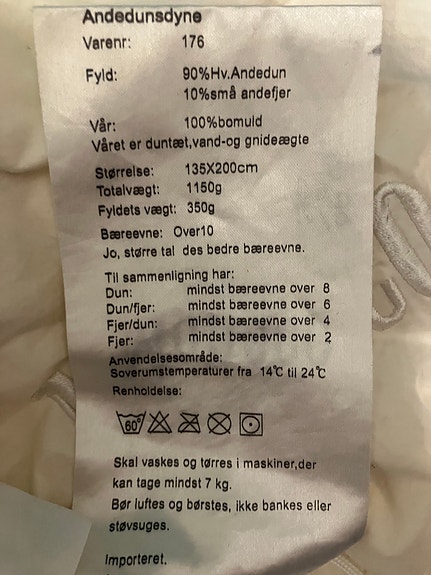 Andedunsdyne
Varenr: 176
Fyld: 90%Hv.Andedun
10%små andefjer
Vår: 100%bomuld
Våret er duntæt,vand-og gnideægte
Størrelse: 135X200cm
Totalvægt: 1150g
Fyldets vægt: 350g
Bæreevne: Over10
Jo, større tal des bedre bæreevne.
Til sammenligning har:
Dun: mindst bæreevne over 8
Dun/fjer: mindst bæreevne over 6
Fjer/dun: mindst bæreevne over 4
Fjer: mindst bæreevne over 2
Anvendelsesområde:
Soverumstemperaturer fra 14℃ til 24℃
Renholdelse:
60°
Skal vaskes og tørres i maskiner,der
kan tage mindst 7 kg.
Bør luftes og børstes, ikke bankes eller
støvsuges.
Importeret.